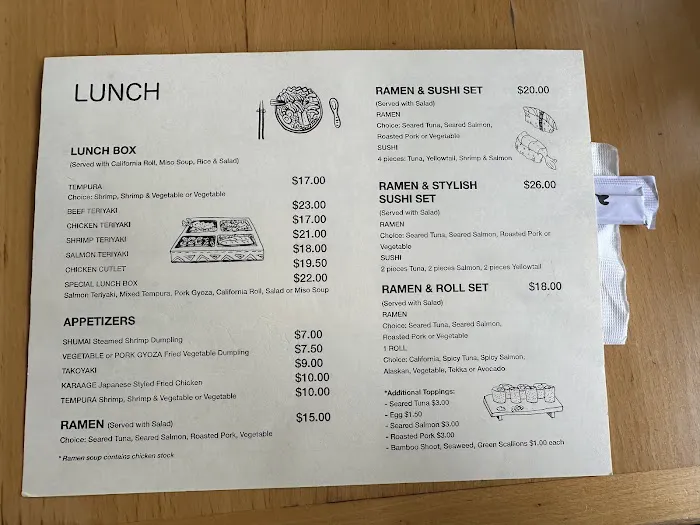 LUNCH
LUNCH BOX
(Served with California Roll, Miso Soup, Rice & Salad)
TEMPURA $17.00
Choice: Shrimp, Shrimp & Vegetable or Vegetable
BEEF TERIYAKI $23.00
CHICKEN TERIYAKI $17.00
SHRIMP TERIYAKI $21.00
SALMON TERIYAKI $18.00
CHICKEN CUTLET $19.50
SPECIAL LUNCH BOX $22.00
Salmon Teriyaki, Mixed Tempura, Pork Gyoza, California Roll, Salad or Miso Soup
APPETIZERS
SHUMAI Steamed Shrimp Dumpling $7.00
VEGETABLE or PORK GYOZA Fried Vegetable Dumpling $7.50
TAKOYAKI $9.00
KARAAGE Japanese Styled Fried Chicken $10.00
TEMPURA Shrimp, Shrimp & Vegetable or Vegetable $10.00
RAMEN (Served with Salad) $15.00
Choice: Seared Tuna, Seared Salmon, Roasted Pork, Vegetable
* Ramen soup contains chicken stock
RAMEN & SUSHI SET $20.00
(Served with Salad)
RAMEN
Choice: Seared Tuna, Seared Salmon,
Roasted Pork or Vegetable
SUSHI
4 pieces: Tuna, Yellowtail, Shrimp & Salmon
RAMEN & STYLISH $26.00
SUSHI SET
(Served with Salad)
RAMEN
Choice: Seared Tuna, Seared Salmon, Roasted Pork or
Vegetable
SUSHI
2 pieces Tuna, 2 pieces Salmon, 2 pieces Yellowtail
RAMEN & ROLL SET $18.00
(Served with Salad)
RAMEN
Choice: Seared Tuna, Seared Salmon,
Roasted Pork or Vegetable
1 ROLL
Choice: California, Spicy Tuna, Spicy Salmon,
Alaskan, Vegetable, Tekka or Avocado
*Additional Toppings:
- Seared Tuna $3.00
- Egg $1.50
- Seared Salmon $3.00
- Roasted Pork $3.00
- Bamboo Shoot, Seaweed, Green Scallions $1.00 each